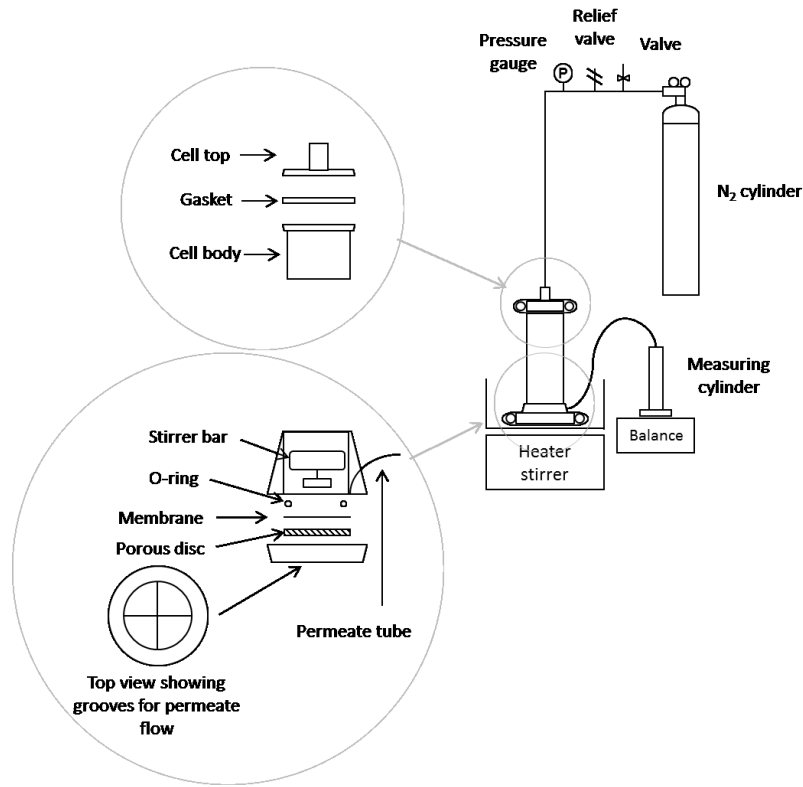 Relief
valve
Pressure
gauge
Valve
P
N₂ cylinder
Cell top
Gasket
Cell body
Measuring
cylinder
Balance
Heater
stirrer
Stirrer bar
O-ring
Membrane
Porous disc
Permeate tube
Top view showing
grooves for permeate
flow